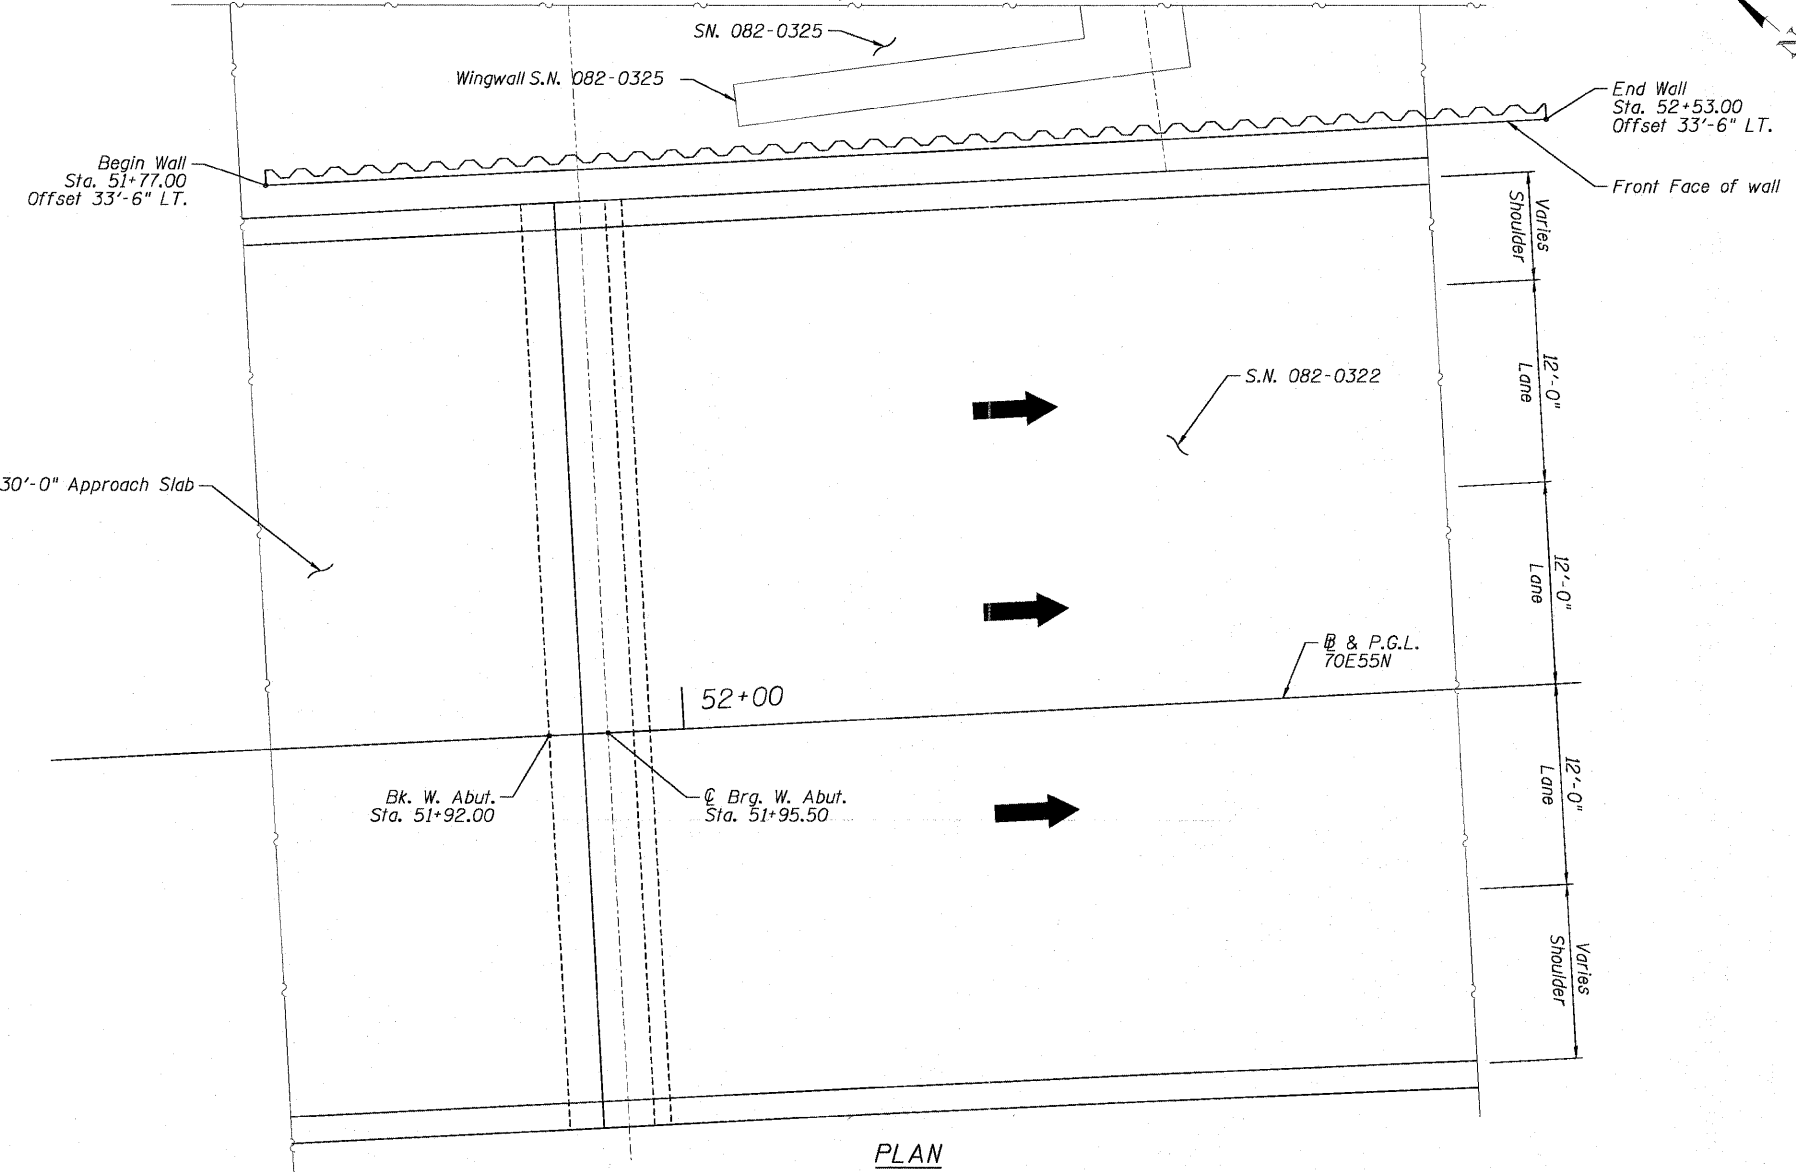 SN. 082-0325
Wingwall S.N. 082-0325
End Wall
Sta. 52+53.00
Offset 33'-6" LT.
Begin Wall
Sta. 51+77.00
Offset 33'-6" LT.
Front Face of wall
Varies
Shoulder
12'-0"
Lane
S.N. 082-0322
30'-0" Approach Slab
12'-0"
Lane
℄ & P.G.L.
70E55N
52+00
Bk. W. Abut.
Sta. 51+92.00
℄ Brg. W. Abut.
Sta. 51+95.50
12'-0"
Lane
Varies
Shoulder
PLAN